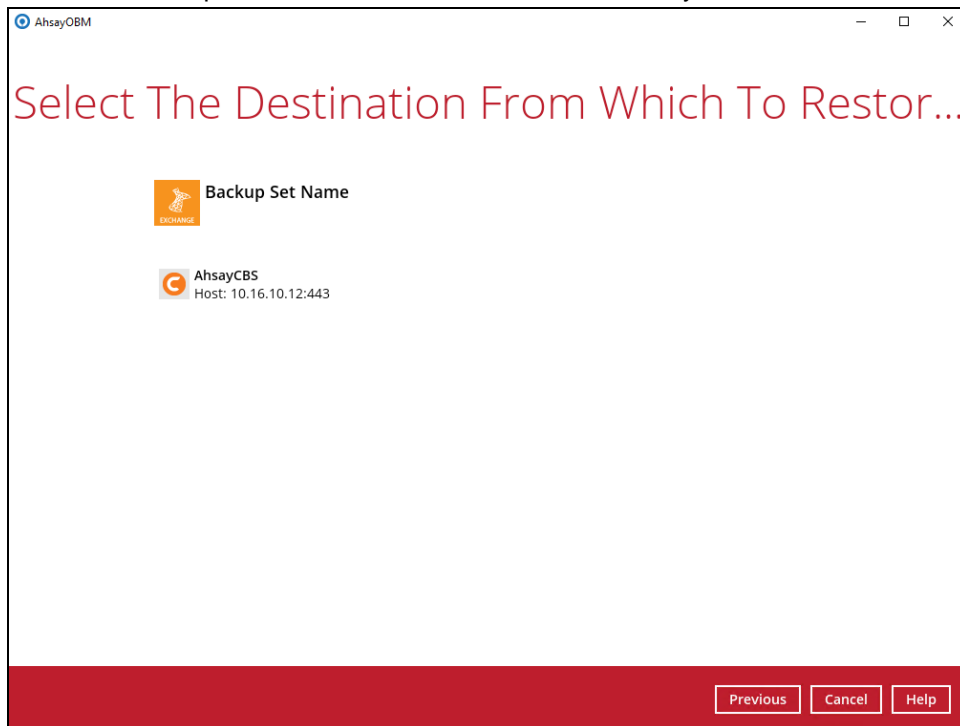 AhsayOBM
Select The Destination From Which To Restor...
Backup Set Name
EXCHANGE
AhsayCBS
Host: 10.16.10.12:443
Previous Cancel Help